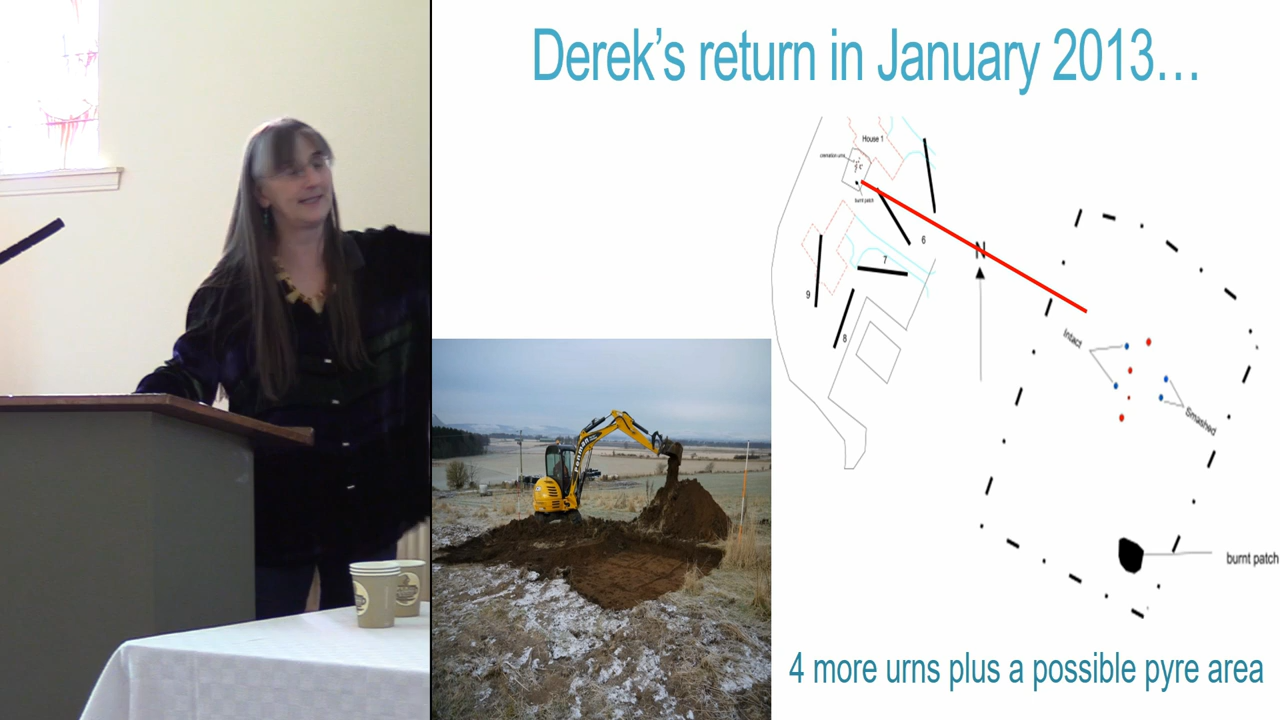 Derek's return in January 2013…
House 1
cremation urns
burnt patch
6
N
7
9
8
Intact
Smashed
burnt patch
4 more urns plus a possible pyre area